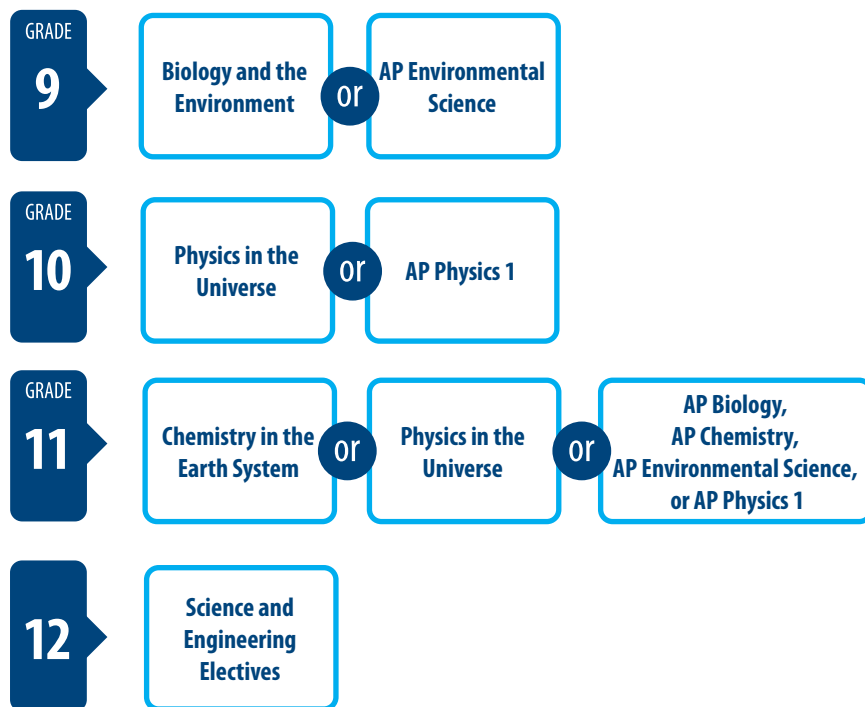 GRADE
9
Biology and the
Environment
or
AP Environmental
Science
GRADE
10
Physics in the
Universe
or
AP Physics 1
GRADE
11
Chemistry in the
Earth System
or
Physics in the
Universe
or
AP Biology,
AP Chemistry,
AP Environmental Science,
or AP Physics 1
12
Science and
Engineering
Electives